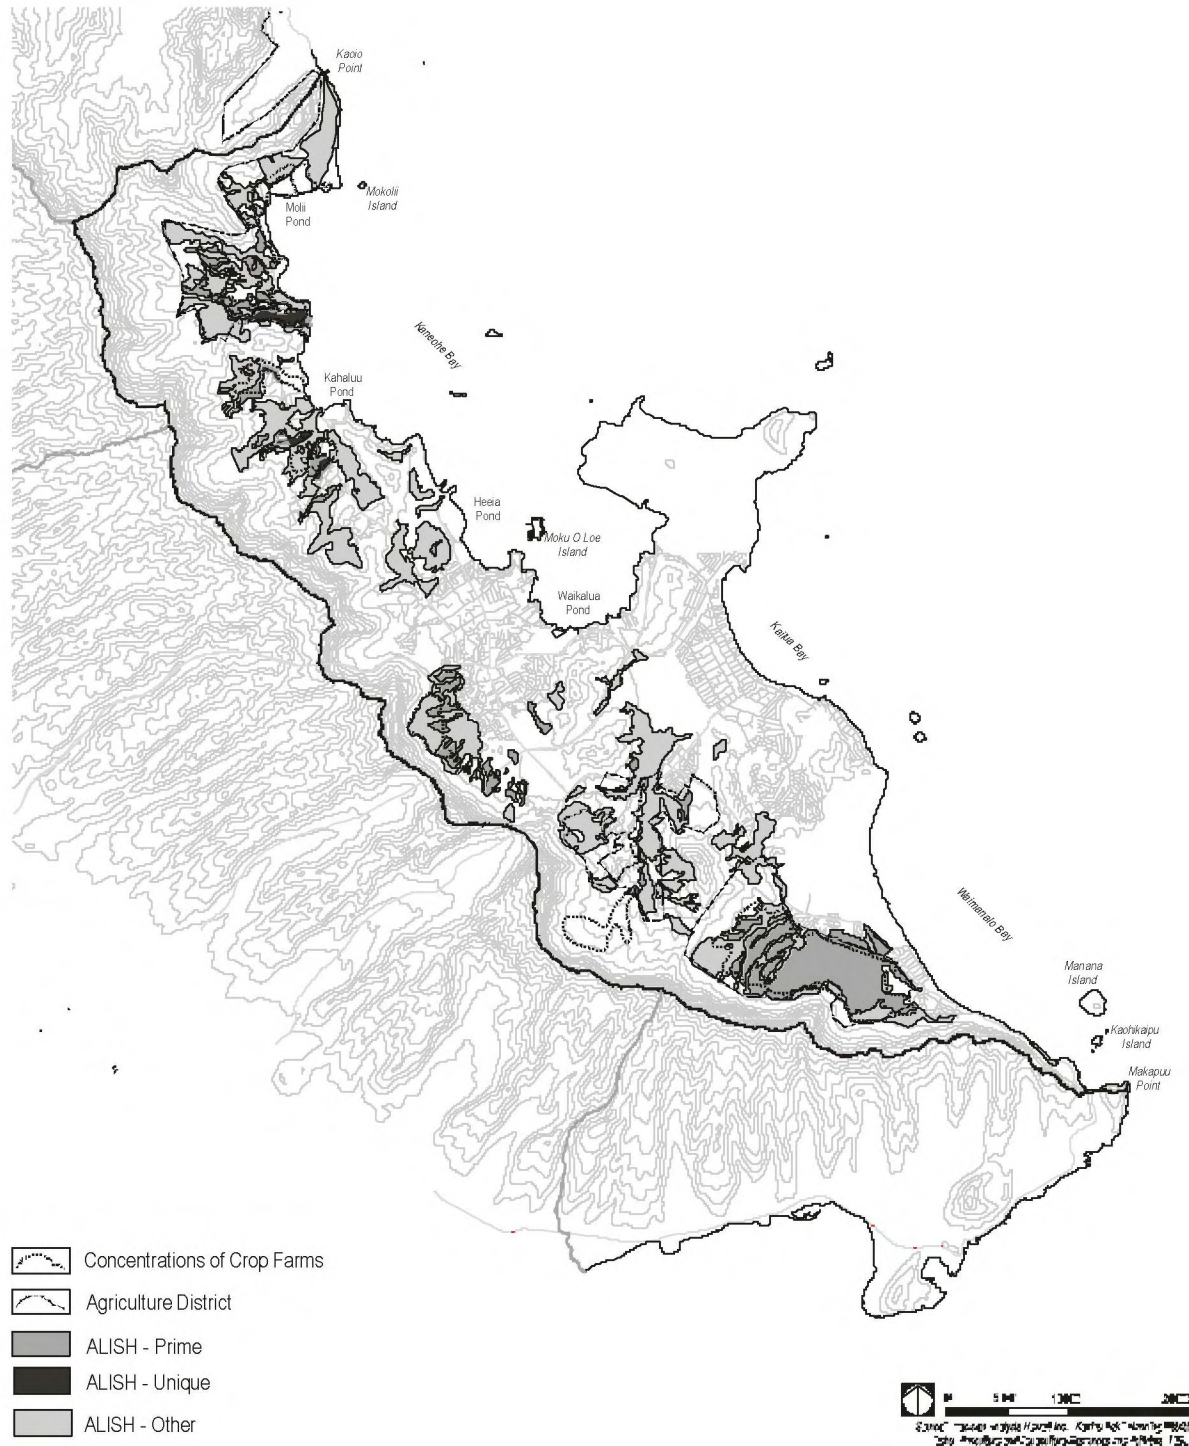 Kaoio
Point
Mokolii
Island
Molii
Pond
Kaneohe Bay
Kahaluu
Pond
Heeia
Pond
Moku O Loe
Island
Waikalua
Pond
Kailua Bay
Waimanalo Bay
Manana
Island
Kaohikaipu
Island
Makapuu
Point
Concentrations of Crop Farms
Agriculture District
ALISH - Prime
ALISH - Unique
ALISH - Other